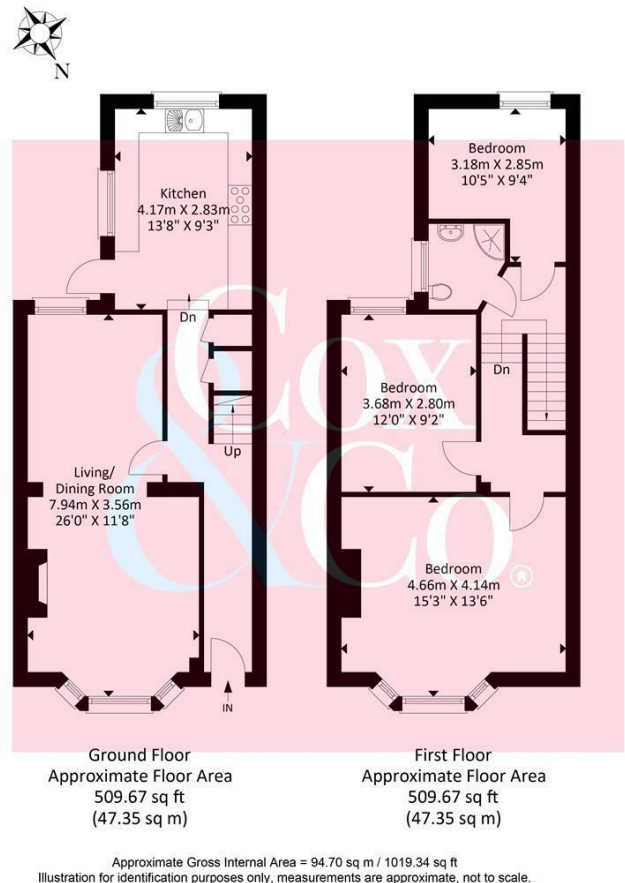 N
Kitchen
4.17m X 2.83m
13'8" X 9'3"
Dn
Up
Living/
Dining Room
7.94m X 3.56m
26'0" X 11'8"
IN
Ground Floor
Approximate Floor Area
509.67 sq ft
(47.35 sq m)
Bedroom
3.18m X 2.85m
10'5" X 9'4"
Dn
Bedroom
3.68m X 2.80m
12'0" X 9'2"
Bedroom
4.66m X 4.14m
15'3" X 13'6"
First Floor
Approximate Floor Area
509.67 sq ft
(47.35 sq m)
Cox
&Co.
Approximate Gross Internal Area = 94.70 sq m / 1019.34 sq ft
Illustration for identification purposes only, measurements are approximate, not to scale.